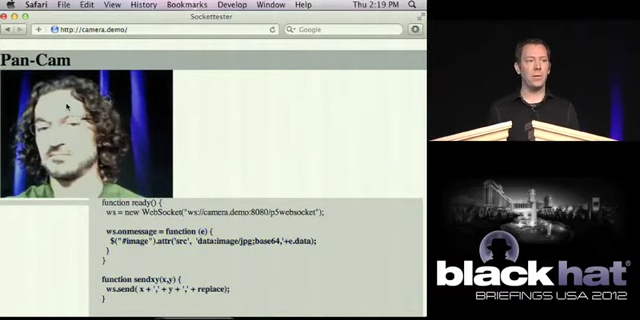 Safari File Edit View History Bookmarks Develop Window Help Thu 2:19 PM
Sockettester
http://camera.demo/
Google
Pan-Cam
function ready() {
ws = new WebSocket("ws://camera.demo:8080/p5websocket");
ws.onmessage = function (e) {
$("#image").attr('src', 'data:image/jpg;base64,'+e.data);
}
}
function sendxy(x,y) {
ws.send( x + ',' + y + ',' + replace);
}
black hat®
BRIEFINGS USA 2012